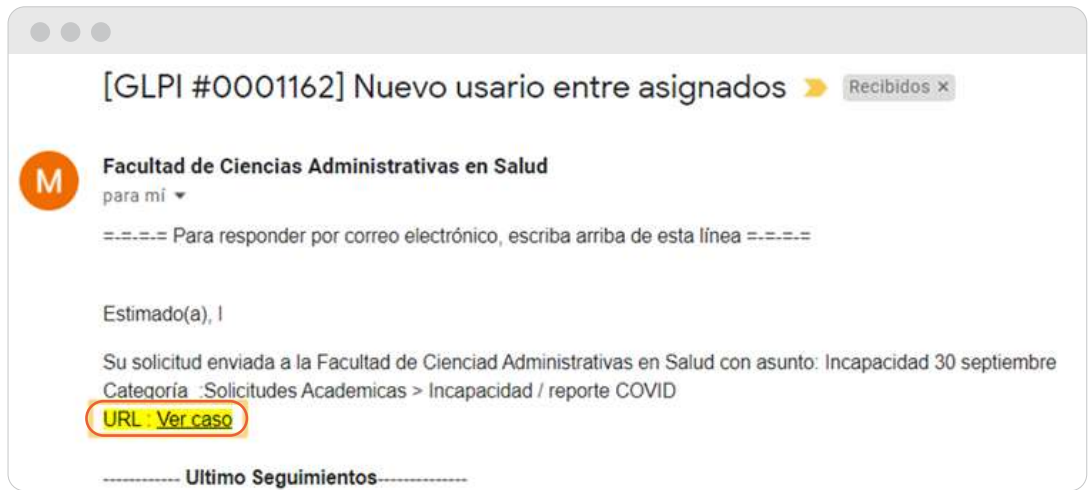 [GLPI #0001162] Nuevo usario entre asignados Recibidos ×
M
Facultad de Ciencias Administrativas en Salud
para mí
=-=-=-= Para responder por correo electrónico, escriba arriba de esta línea =-=-=-=
Estimado(a), I
Su solicitud enviada a la Facultad de Cienciad Administrativas en Salud con asunto: Incapacidad 30 septiembre
Categoría :Solicitudes Academicas > Incapacidad / reporte COVID
URL : Ver caso
------------ Ultimo Seguimientos--------------